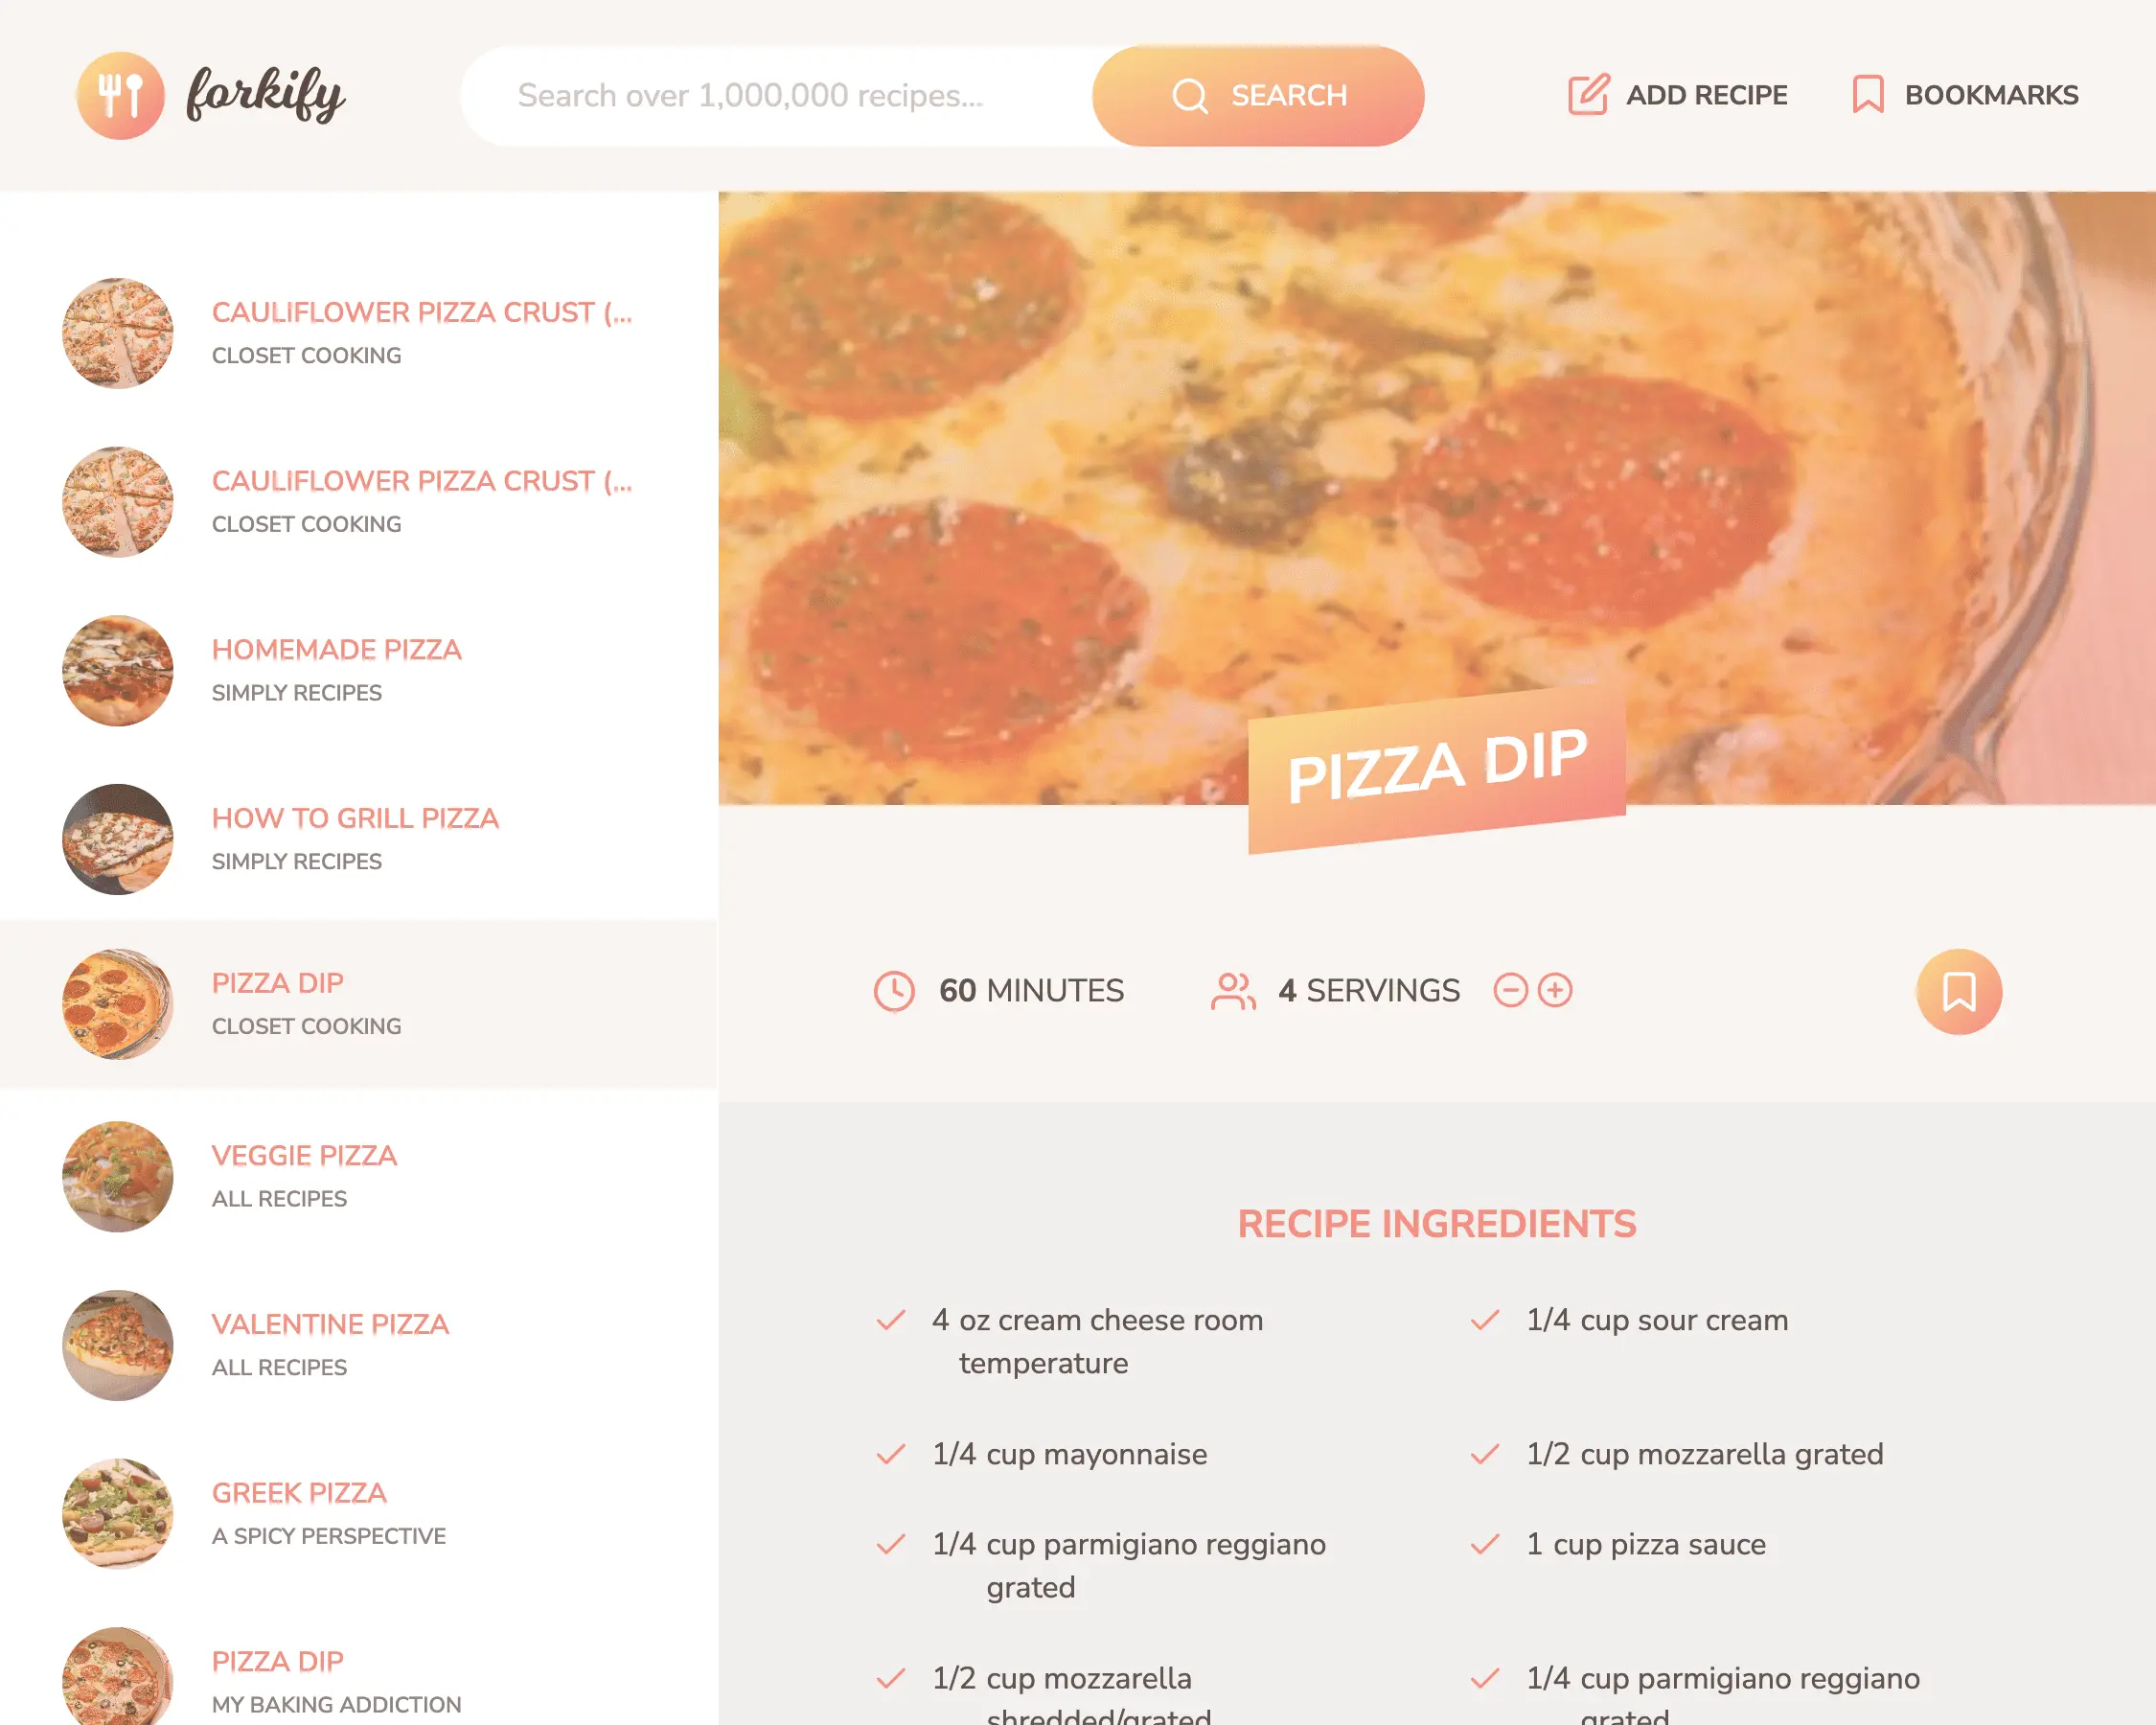 forkify
Search over 1,000,000 recipes...
SEARCH
ADD RECIPE
BOOKMARKS
CAULIFLOWER PIZZA CRUST (...
CLOSET COOKING
CAULIFLOWER PIZZA CRUST (...
CLOSET COOKING
HOMEMADE PIZZA
SIMPLY RECIPES
HOW TO GRILL PIZZA
SIMPLY RECIPES
PIZZA DIP
CLOSET COOKING
VEGGIE PIZZA
ALL RECIPES
VALENTINE PIZZA
ALL RECIPES
GREEK PIZZA
A SPICY PERSPECTIVE
PIZZA DIP
MY BAKING ADDICTION
PIZZA DIP
60 MINUTES
4 SERVINGS
RECIPE INGREDIENTS
4 oz cream cheese room
temperature
1/4 cup sour cream
1/4 cup mayonnaise
1/2 cup mozzarella grated
1/4 cup parmigiano reggiano
grated
1 cup pizza sauce
1/2 cup mozzarella
shredded/grated
1/4 cup parmigiano reggiano
grated